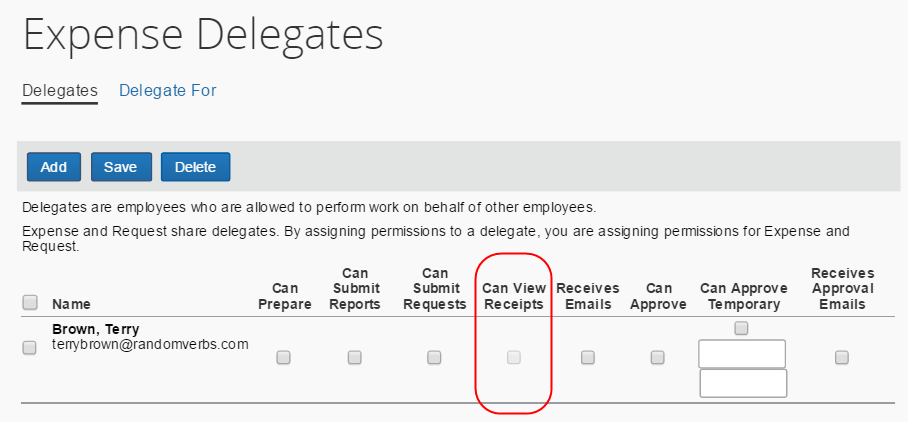 Expense Delegates
Delegates Delegate For
Add Save Delete
Delegates are employees who are allowed to perform work on behalf of other employees.
Expense and Request share delegates. By assigning permissions to a delegate, you are assigning permissions for Expense and
Request.
Name
Can
Prepare
Can
Submit
Reports
Can
Submit
Requests
Can View
Receipts
Receives
Emails
Can
Approve
Can Approve
Temporary
Receives
Approval
Emails
Brown, Terry
terrybrown@randomverbs.com